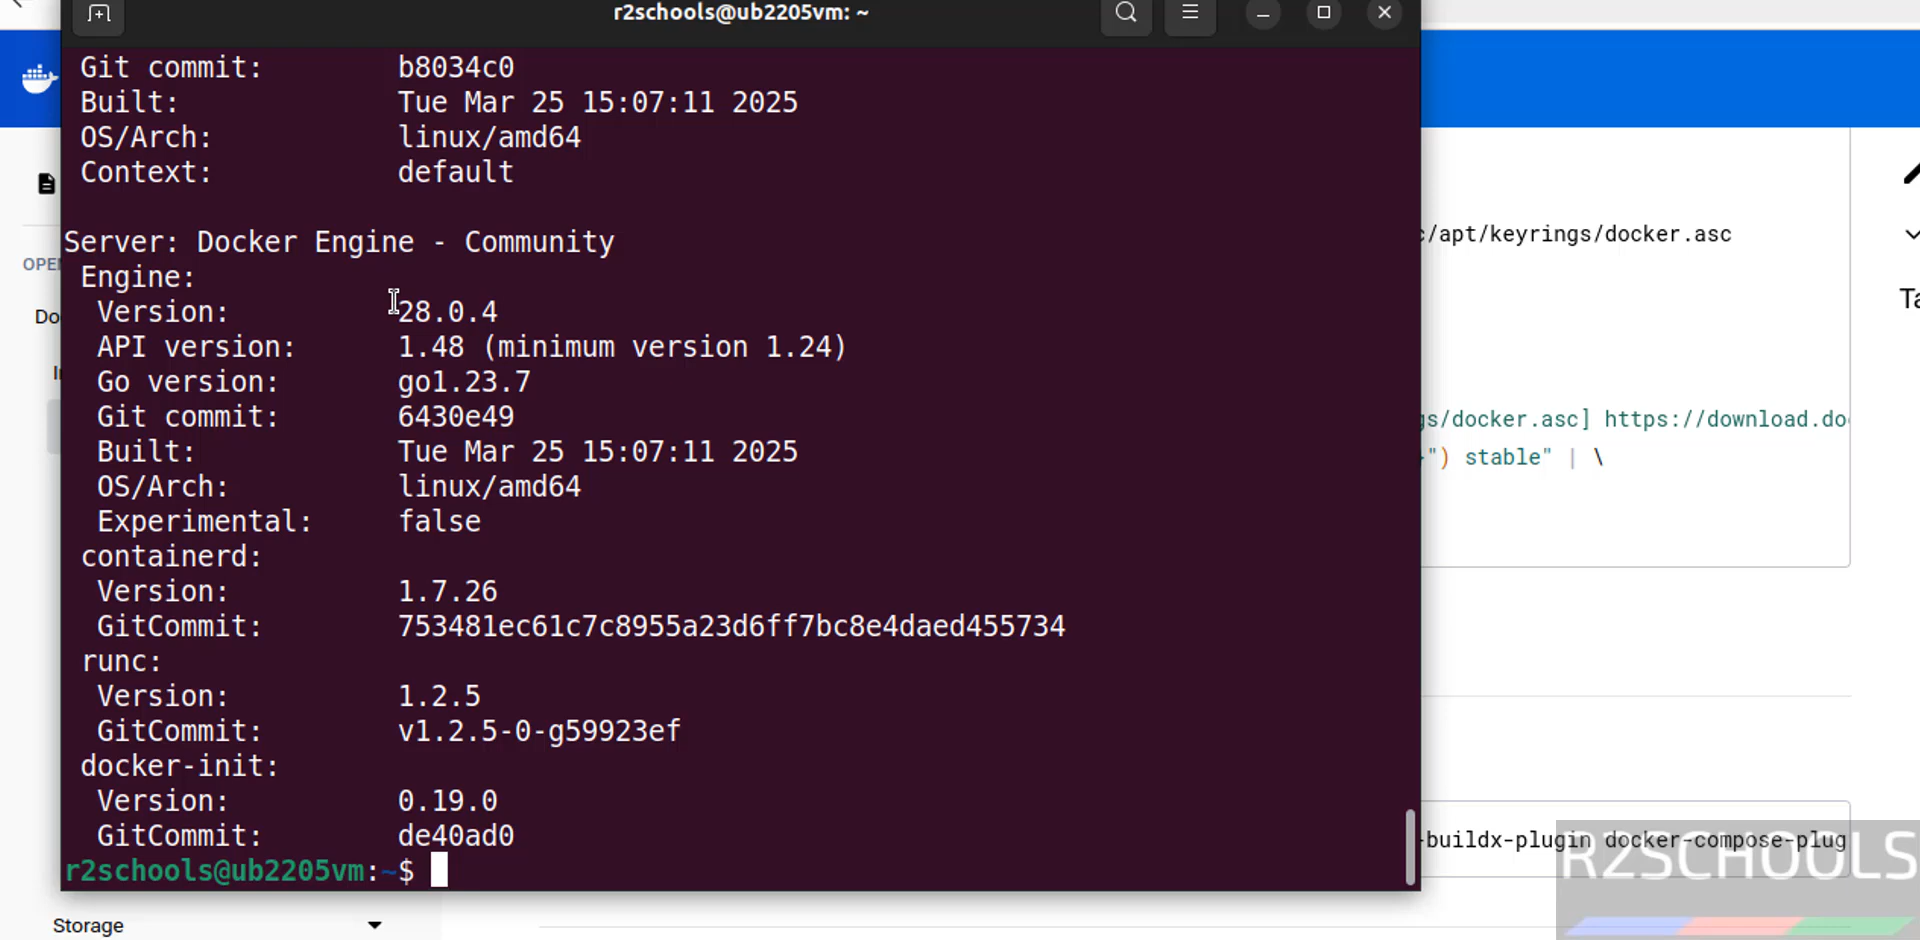 r2schools@ub2205vm: ~
Git commit: b8034c0
Built: Tue Mar 25 15:07:11 2025
OS/Arch: linux/amd64
Context: default
Server: Docker Engine - Community
Engine:
Version: 28.0.4
API version: 1.48 (minimum version 1.24)
Go version: go1.23.7
Git commit: 6430e49
Built: Tue Mar 25 15:07:11 2025
OS/Arch: linux/amd64
Experimental: false
containerd:
Version: 1.7.26
GitCommit: 753481ec61c7c8955a23d6ff7bc8e4daed455734
runc:
Version: 1.2.5
GitCommit: v1.2.5-0-g59923ef
docker-init:
Version: 0.19.0
GitCommit: de40ad0
r2schools@ub2205vm:~$
/apt/keyrings/docker.asc
gs/docker.asc] https://download.do
") stable" | \
-buildx-plugin docker-compose-plug
R2SCHOOLS
Storage